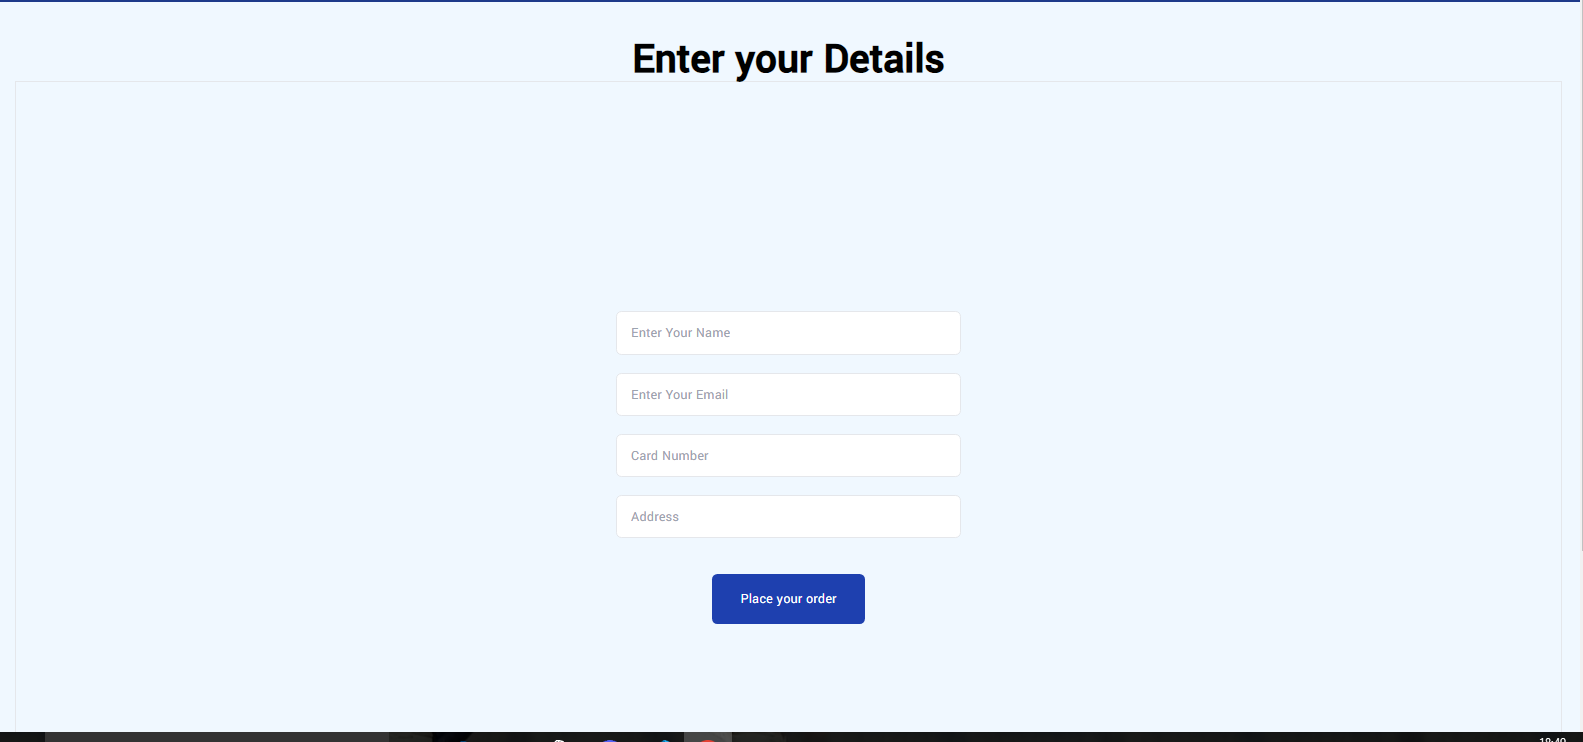 Enter your Details
Enter Your Name
Enter Your Email
Card Number
Address
Place your order